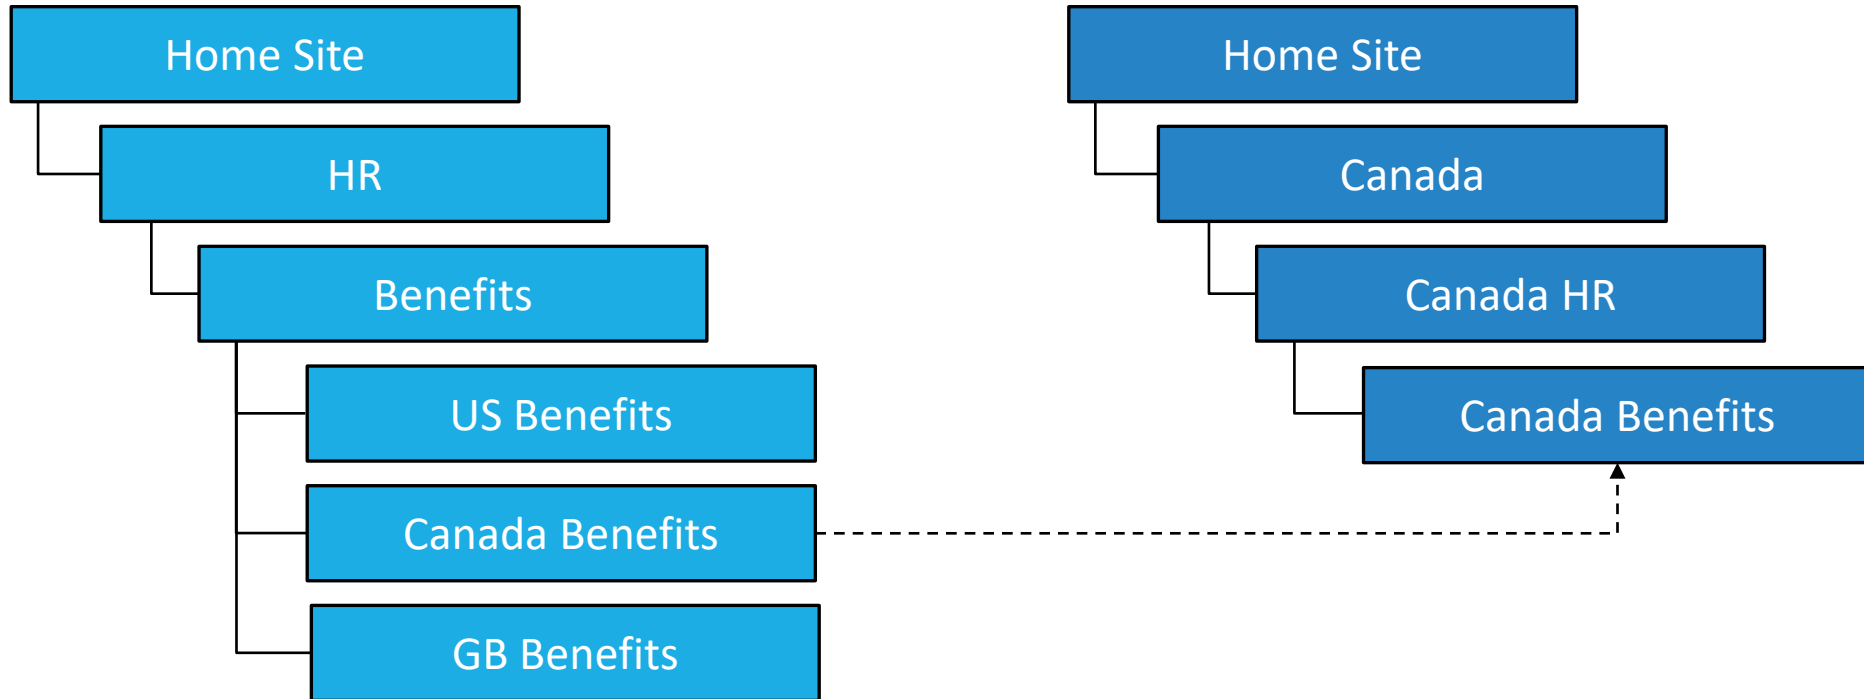 Home Site
HR
Benefits
US Benefits
Canada Benefits
GB Benefits
Home Site
Canada
Canada HR
Canada Benefits